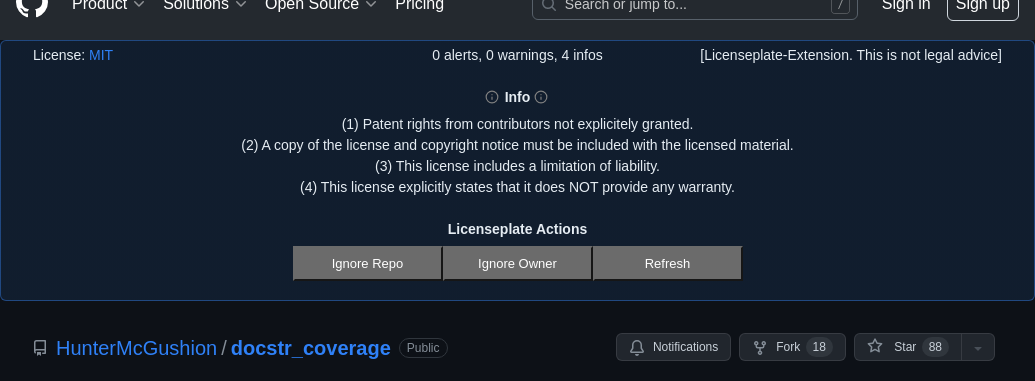 Product Solutions Open Source Pricing Search or jump to... / Sign in Sign up
License: MIT 0 alerts, 0 warnings, 4 infos [Licenseplate-Extension. This is not legal advice]
Info
(1) Patent rights from contributors not explicitely granted.
(2) A copy of the license and copyright notice must be included with the licensed material.
(3) This license includes a limitation of liability.
(4) This license explicitly states that it does NOT provide any warranty.
Licenseplate Actions
Ignore Repo Ignore Owner Refresh
HunterMcGushion / docstr_coverage Public Notifications Fork 18 Star 88